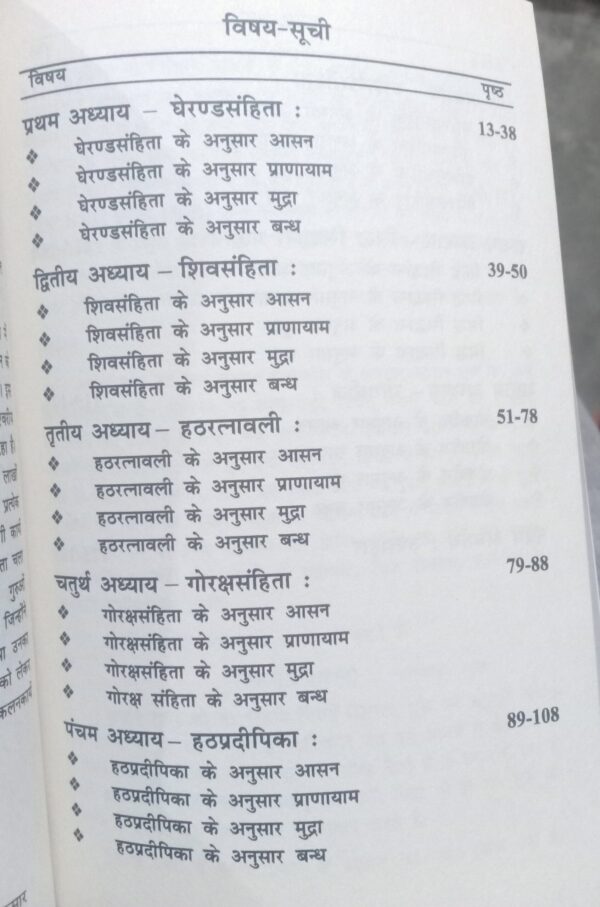 विषय-सूची
विषय पृष्ठ
प्रथम अध्याय – घेरण्डसंहिता : 13-38
❖ घेरण्डसंहिता के अनुसार आसन
❖ घेरण्डसंहिता के अनुसार प्राणायाम
❖ घेरण्डसंहिता के अनुसार मुद्रा
❖ घेरण्डसंहिता के अनुसार बन्ध
द्वितीय अध्याय – शिवसंहिता : 39-50
❖ शिवसंहिता के अनुसार आसन
❖ शिवसंहिता के अनुसार प्राणायाम
❖ शिवसंहिता के अनुसार मुद्रा
❖ शिवसंहिता के अनुसार बन्ध
तृतीय अध्याय – हठरत्नावली : 51-78
❖ हठरत्नावली के अनुसार आसन
❖ हठरत्नावली के अनुसार प्राणायाम
❖ हठरत्नावली के अनुसार मुद्रा
❖ हठरत्नावली के अनुसार बन्ध
चतुर्थ अध्याय – गोरक्षसंहिता : 79-88
❖ गोरक्षसंहिता के अनुसार आसन
❖ गोरक्षसंहिता के अनुसार प्राणायाम
❖ गोरक्षसंहिता के अनुसार मुद्रा
❖ गोरक्ष संहिता के अनुसार बन्ध
पंचम अध्याय – हठप्रदीपिका : 89-108
❖ हठप्रदीपिका के अनुसार आसन
❖ हठप्रदीपिका के अनुसार प्राणायाम
❖ हठप्रदीपिका के अनुसार मुद्रा
❖ हठप्रदीपिका के अनुसार बन्ध